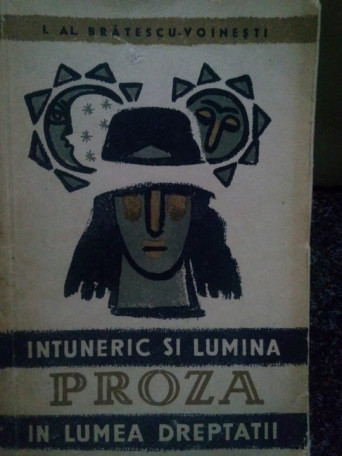 I. AL. BRĂTESCU-VOINEȘTI
INTUNERIC SI LUMINA
PROZA
IN LUMEA DREPTATII